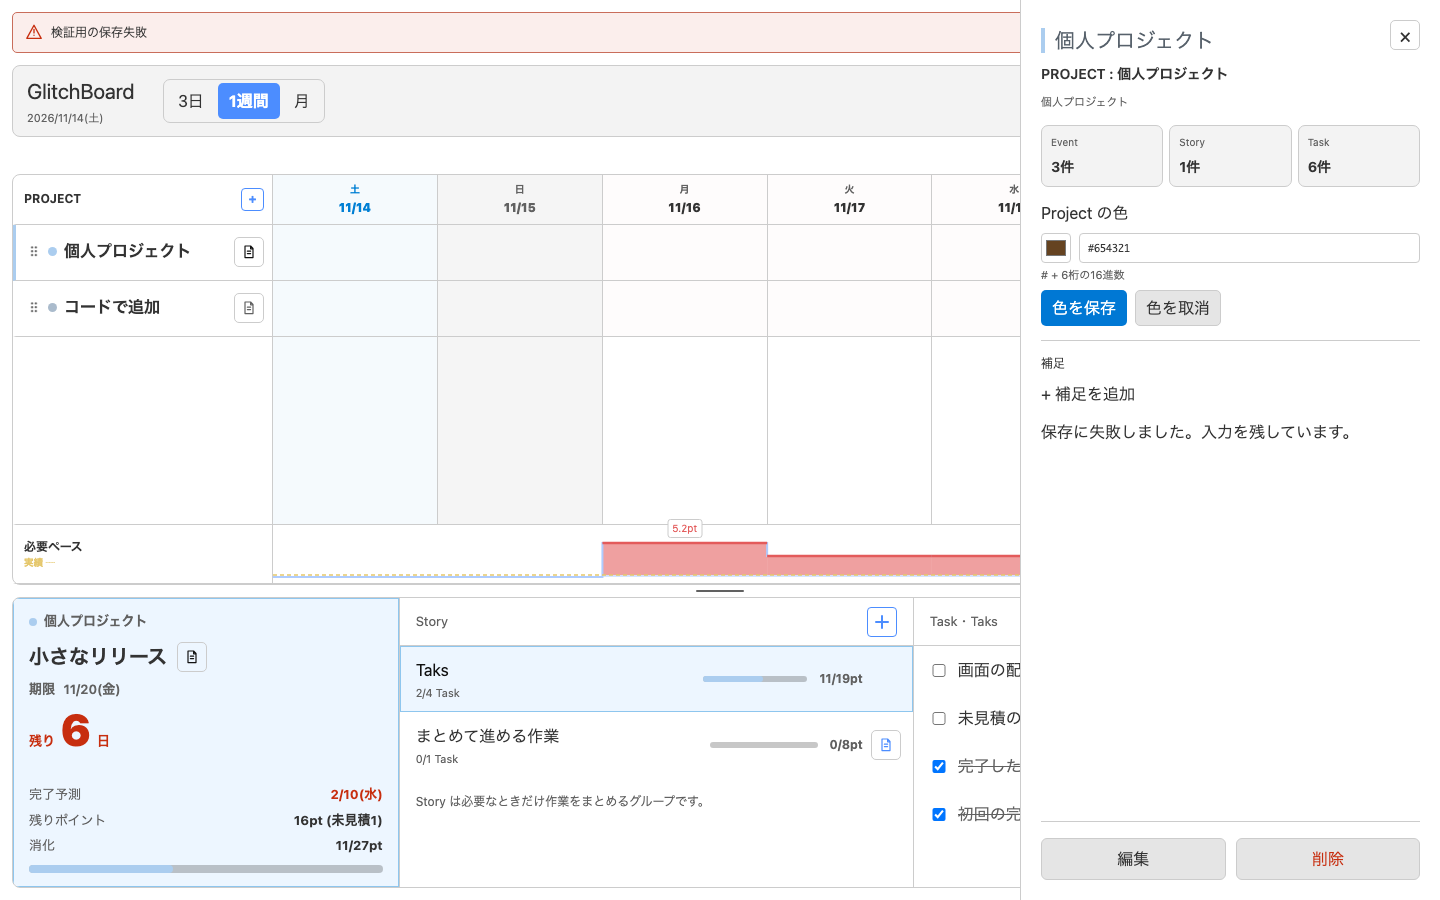 検証用の保存失敗
GlitchBoard
2026/11/14(土)
3日
1週間
月
PROJECT
土
11/14
日
11/15
月
11/16
火
11/17
水
個人プロジェクト
コードで追加
必要ペース
実績
5.2pt
個人プロジェクト
小さなリリース
期限 11/20(金)
残り 6 日
完了予測 2/10(水)
残りポイント 16pt (未見積1)
消化 11/27pt
Story
Taks
2/4 Task
11/19pt
まとめて進める作業
0/1 Task
0/8pt
Story は必要なときだけ作業をまとめるグループです。
Task・Taks
画面の配
未見積の
完了した
初回の完
個人プロジェクト
PROJECT : 個人プロジェクト
個人プロジェクト
Event
3件
Story
1件
Task
6件
Project の色
#654321
# + 6桁の16進数
色を保存
色を取消
補足
+ 補足を追加
保存に失敗しました。入力を残しています。
編集
削除